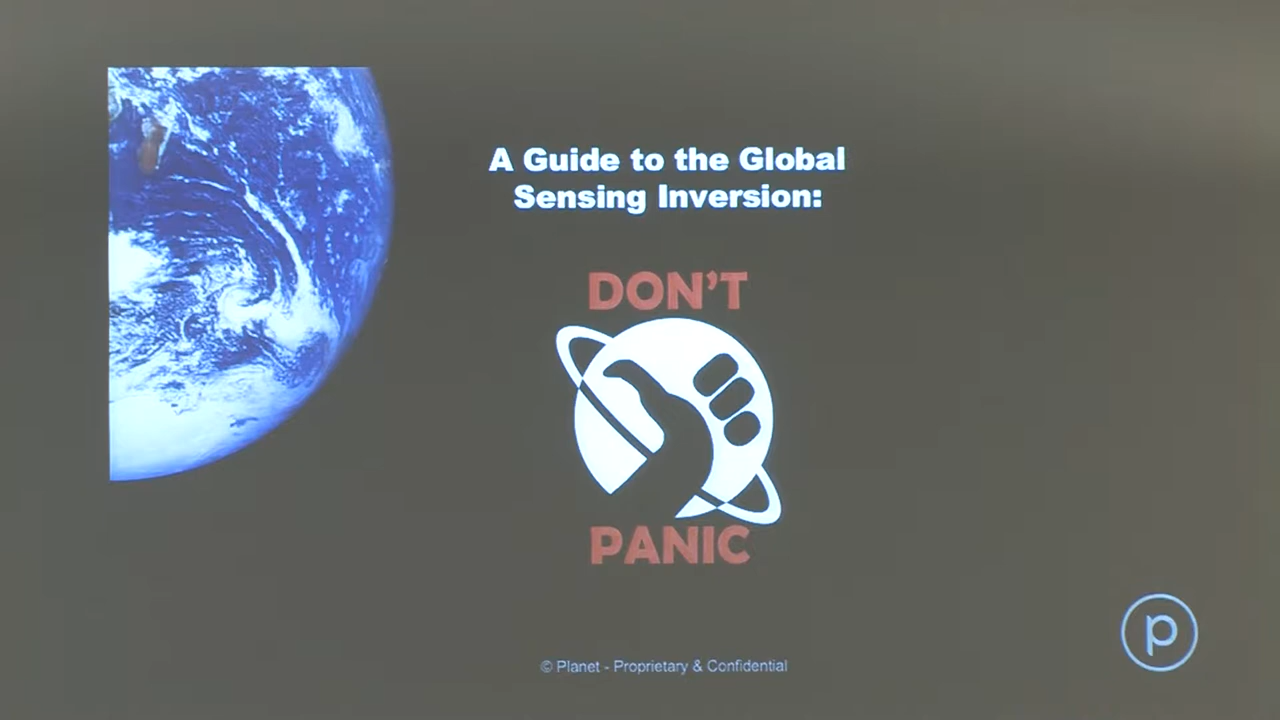 A Guide to the Global
Sensing Inversion:
DON'T
PANIC
© Planet - Proprietary & Confidential
p